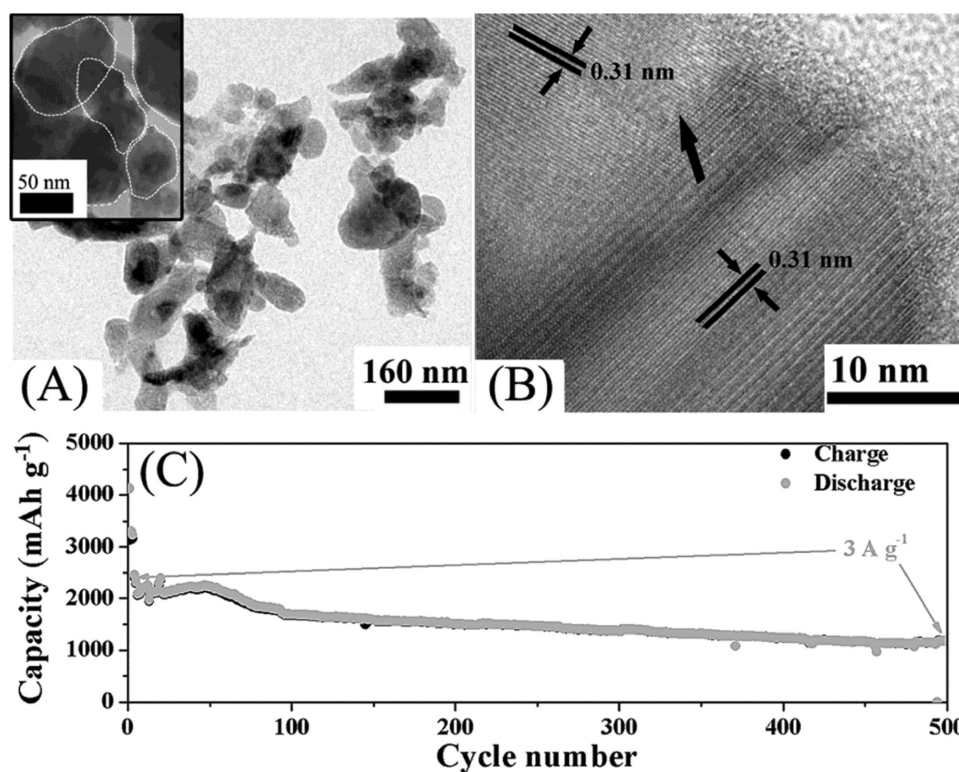 50 nm
(A)
160 nm
0.31 nm
0.31 nm
(B)
10 nm
(C)
Charge
Discharge
3 A g⁻¹
Capacity (mAh g⁻¹)
5000
4000
3000
2000
1000
0
0 100 200 300 400 500
Cycle number